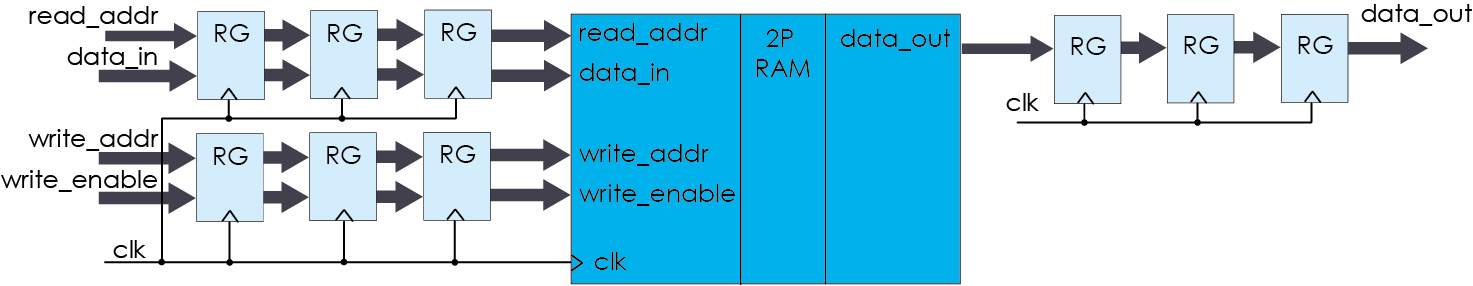 read_addr
RG
RG
RG
data_in
read_addr
data_in
2P
RAM
data_out
RG
RG
RG
data_out
clk
write_addr
RG
RG
RG
write_enable
write_addr
write_enable
clk
clk